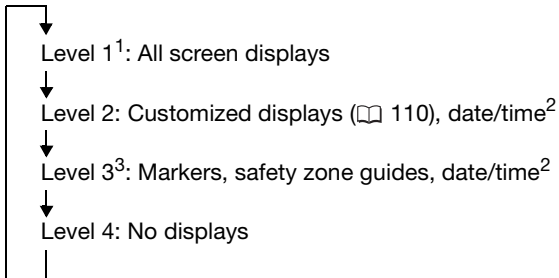 Level 1¹: All screen displays
Level 2: Customized displays (📖 110), date/time²
Level 3³: Markers, safety zone guides, date/time²
Level 4: No displays